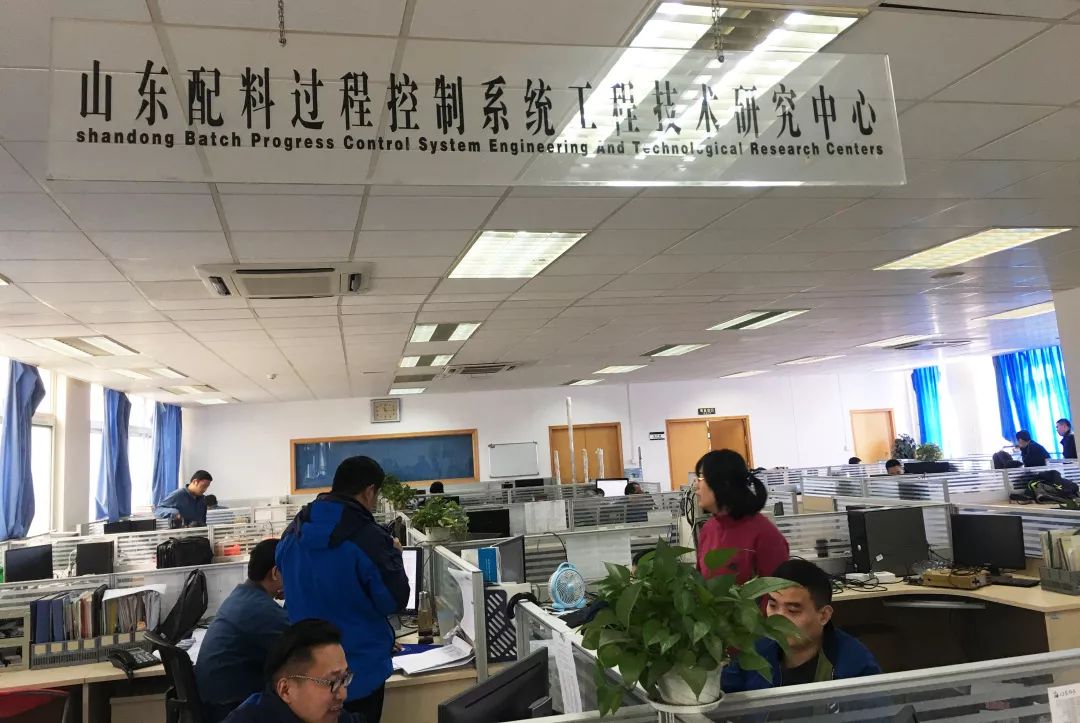 山东配料过程控制系统工程技术研究中心
shandong Batch Progress Control System Engineering And Technological Research Centers